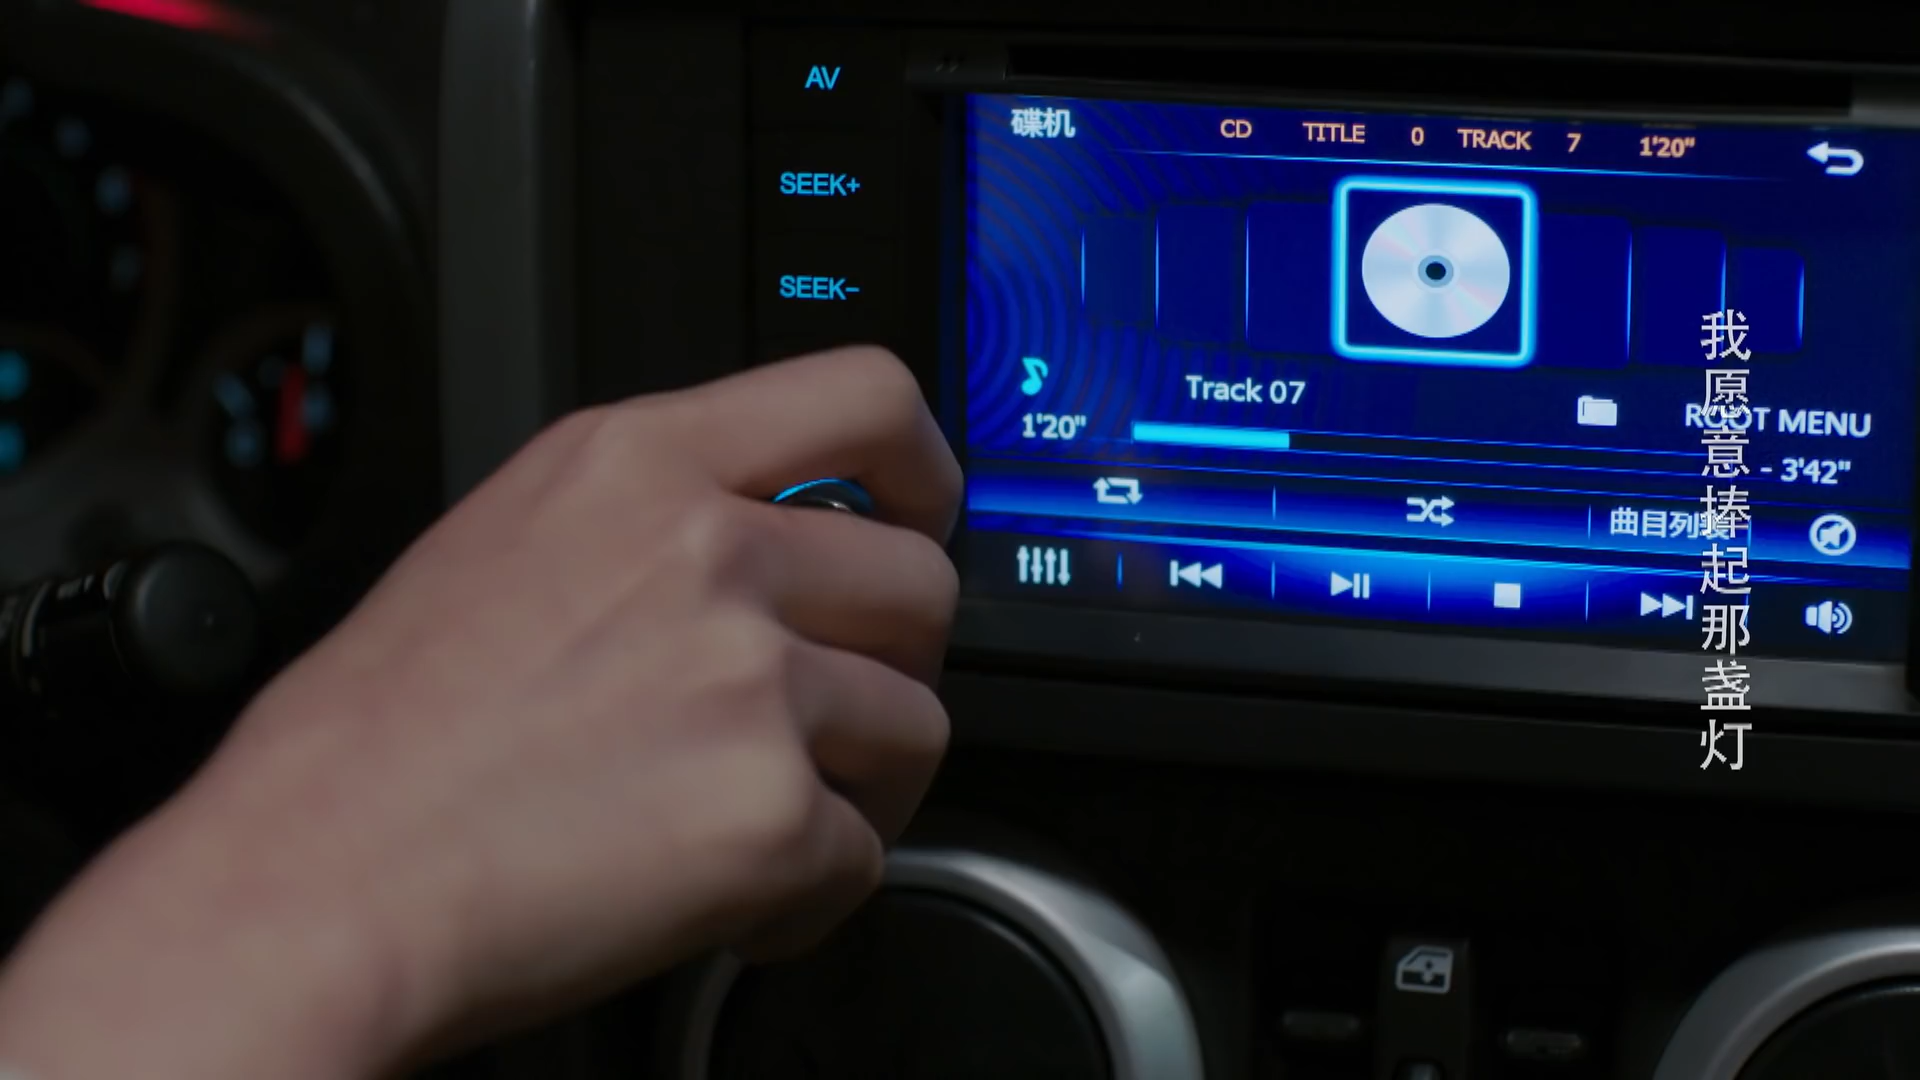 AV
SEEK+
SEEK-
碟机
CD TITLE 0 TRACK 7 1'20"
Track 07
ROOT MENU
1'20"
- 3'42"
曲目列表
我愿意捧起那盏灯